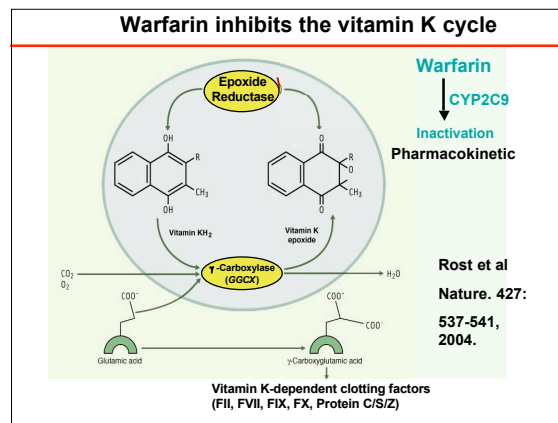 Warfarin inhibits the vitamin K cycle
Epoxide
Reductase
Warfarin
CYP2C9
Inactivation
Pharmacokinetic
OH
R
CH₃
OH
O
R
O
CH₃
O
Vitamin KH₂
Vitamin K
epoxide
CO₂
O₂
γ-Carboxylase
(GGCX)
H₂O
COO⁻
Glutamic acid
COO⁻
COO⁻
γ-Carboxyglutamic acid
Rost et al
Nature. 427:
537-541,
2004.
Vitamin K-dependent clotting factors
(FII, FVII, FIX, FX, Protein C/S/Z)